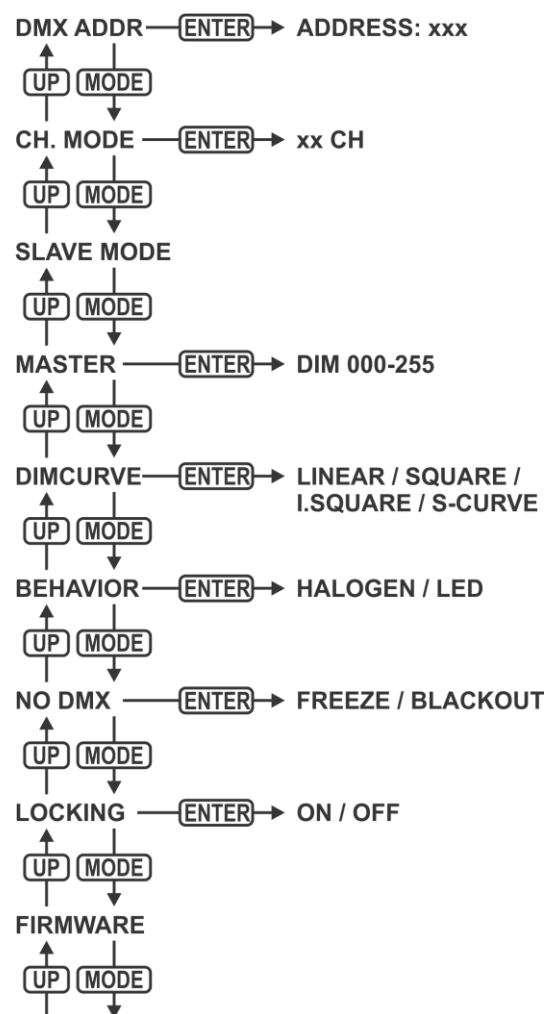 DMX ADDR ENTER ADDRESS: xxx
UP MODE
CH. MODE ENTER xx CH
UP MODE
SLAVE MODE
UP MODE
MASTER ENTER DIM 000-255
UP MODE
DIMCURVE ENTER LINEAR / SQUARE /
I.SQUARE / S-CURVE
UP MODE
BEHAVIOR ENTER HALOGEN / LED
UP MODE
NO DMX ENTER FREEZE / BLACKOUT
UP MODE
LOCKING ENTER ON / OFF
UP MODE
FIRMWARE
UP MODE